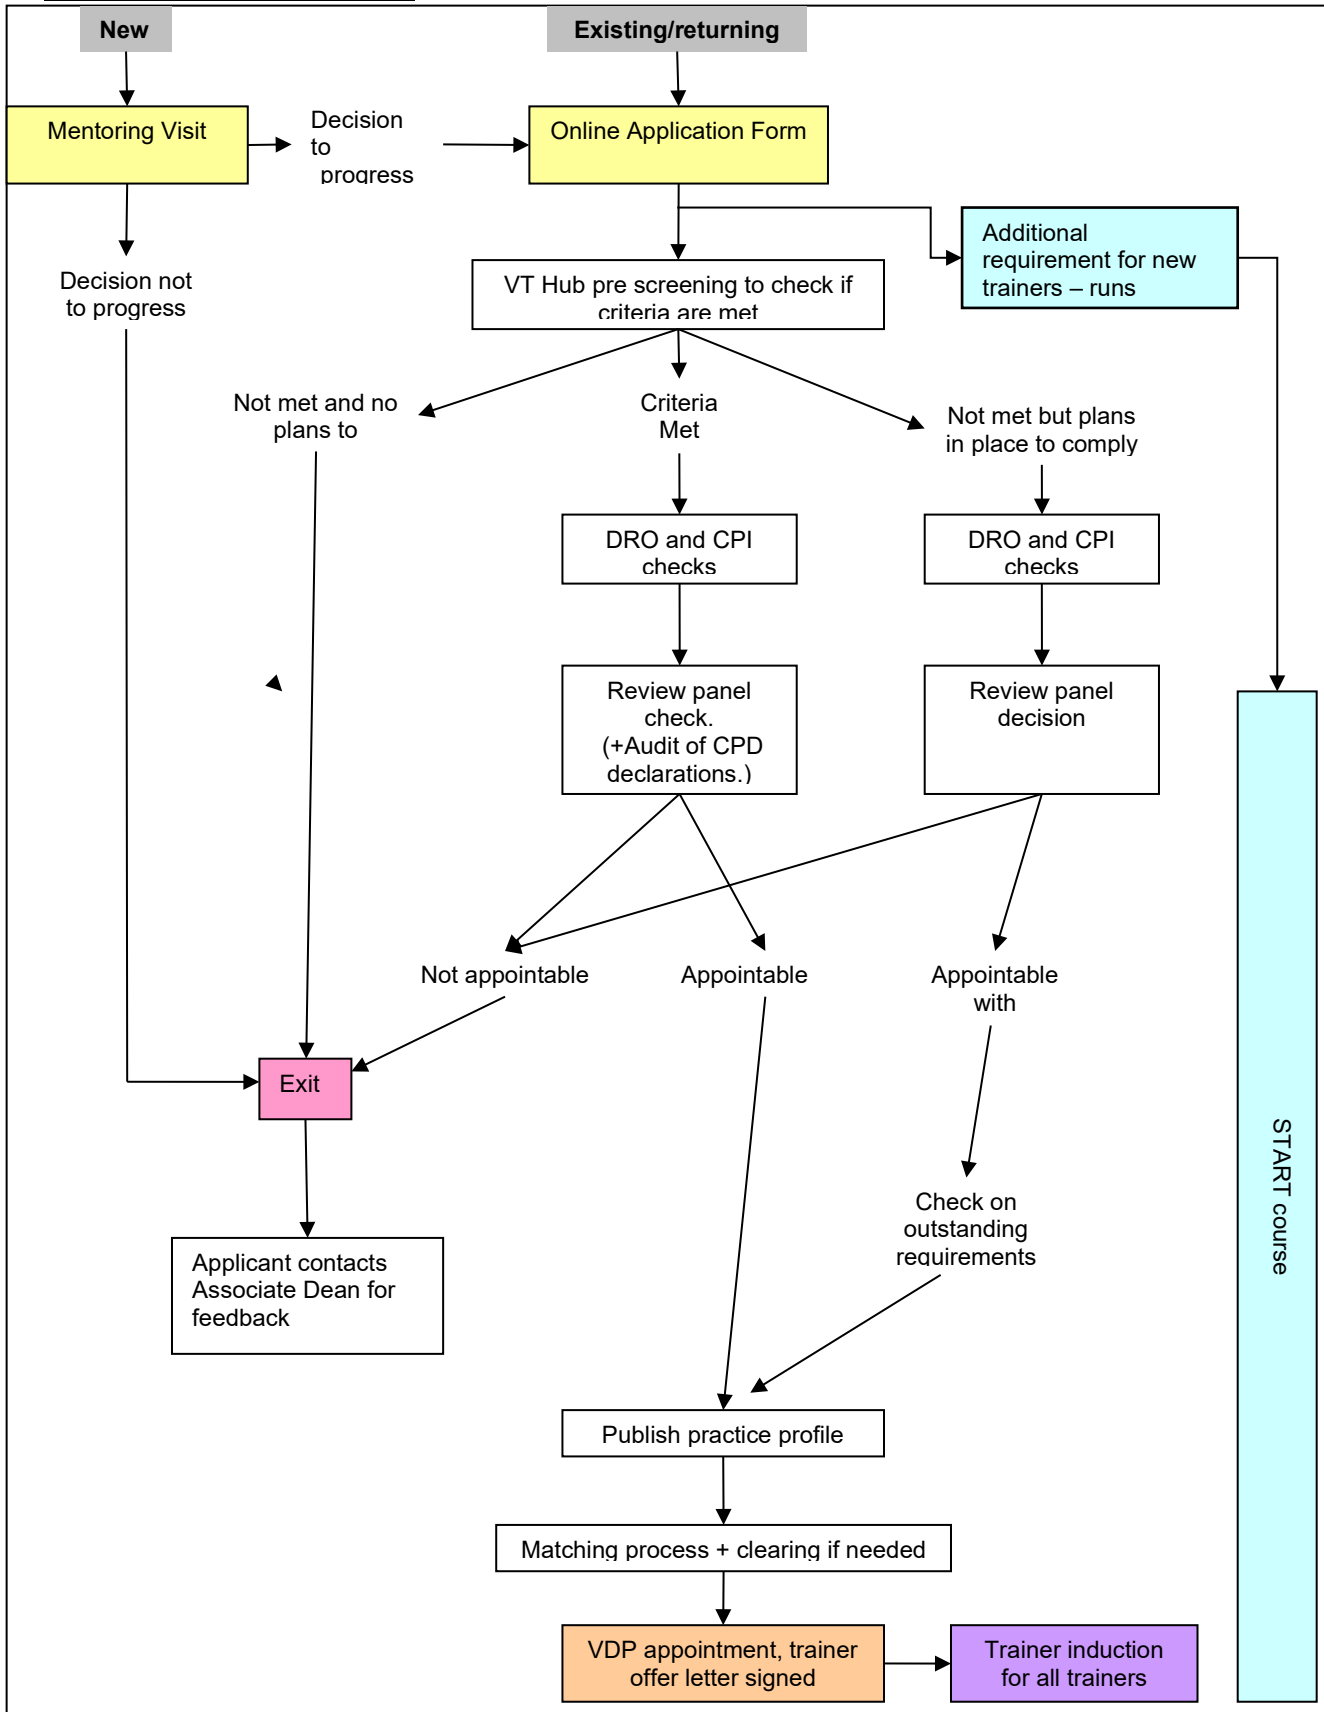 New
Existing/returning
Mentoring Visit
Decision
to
progress
Online Application Form
Additional
requirement for new
trainers – runs
Decision not
to progress
VT Hub pre screening to check if
criteria are met
Not met and no
plans to
Criteria
Met
Not met but plans
in place to comply
DRO and CPI
checks
DRO and CPI
checks
Review panel
check.
(+Audit of CPD
declarations.)
Review panel
decision
Not appointable
Appointable
Appointable
with
Exit
START course
Check on
outstanding
requirements
Applicant contacts
Associate Dean for
feedback
Publish practice profile
Matching process + clearing if needed
VDP appointment, trainer
offer letter signed
Trainer induction
for all trainers